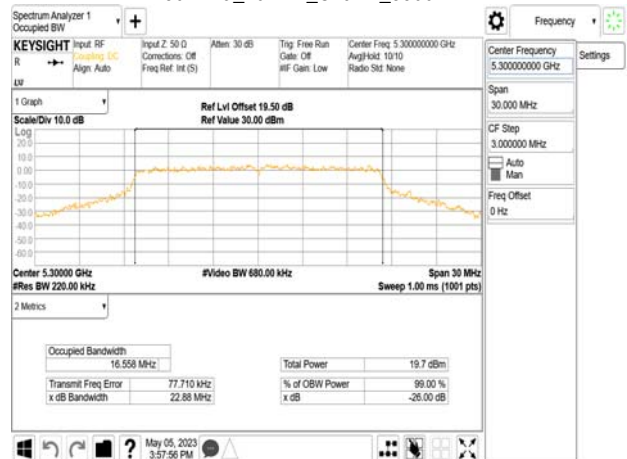 Spectrum Analyzer 1
Occupied BW
Frequency
KEYSIGHT
R
Input: RF
Coupling: DC
Align: Auto
Input Z: 50 Ω
Corrections: Off
Freq Ref: Int (S)
Atten: 30 dB
Trig: Free Run
Gate: Off
#IF Gain: Low
Center Freq: 5.300000000 GHz
Avg|Hold: 10/10
Radio Std: None
Center Frequency
5.300000000 GHz
Settings
Span
30.000 MHz
CF Step
3.000000 MHz
Auto
Man
Freq Offset
0 Hz
1 Graph
Scale/Div 10.0 dB
Ref Lvl Offset 19.50 dB
Ref Value 30.00 dBm
Log
20.0
10.0
0.00
-10.0
-20.0
-30.0
-40.0
-50.0
-60.0
Center 5.30000 GHz
#Res BW 220.00 kHz
#Video BW 680.00 kHz
Span 30 MHz
Sweep 1.00 ms (1001 pts)
2 Metrics
Occupied Bandwidth
16.558 MHz
Total Power 19.7 dBm
Transmit Freq Error 77.710 kHz
% of OBW Power 99.00 %
x dB Bandwidth 22.88 MHz
x dB -26.00 dB
?
May 05, 2023
3:57:56 PM